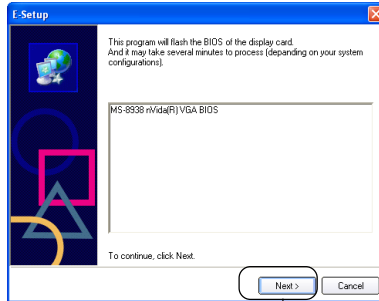 E-Setup
This program will flash the BIOS of the display card.
And it may take several minutes to process (depanding on your system
configurations).
MS-8938 nVida(R) VGA BIOS
To continue, click Next.
Next >
Cancel